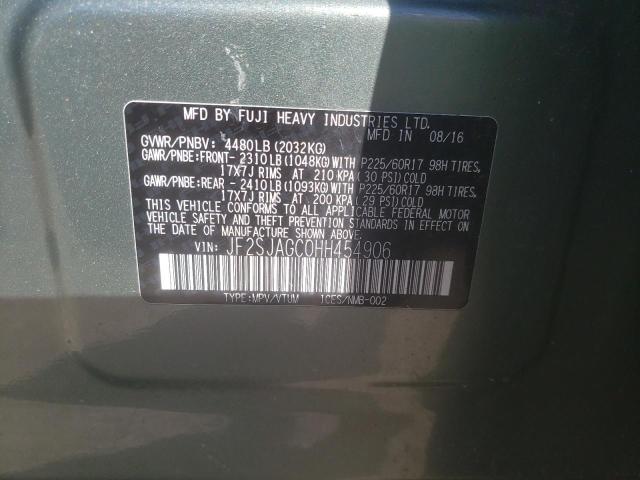 MFD BY FUJI HEAVY INDUSTRIES LTD.
MFD IN 08/16
GVWR/PNBV: 4480LB (2032KG)
GAWR/PNBE:FRONT- 2310LB (1048KG) WITH P225/60R17 98H TIRES,
17X7J RIMS AT 210 KPA (30 PSI) COLD
GAWR/PNBE:REAR - 2410LB (1093KG) WITH P225/60R17 98H TIRES,
17X7J RIMS AT 200 KPA (29 PSI) COLD
THIS VEHICLE CONFORMS TO ALL APPLICABLE FEDERAL MOTOR
VEHICLE SAFETY AND THEFT PREVENTION STANDARDS IN EFFECT ON
THE DATE OF MANUFACTURE SHOWN ABOVE.
VIN: JF2SJAGC0HH454906
TYPE:MPV/VTUM ICES/NMB-002